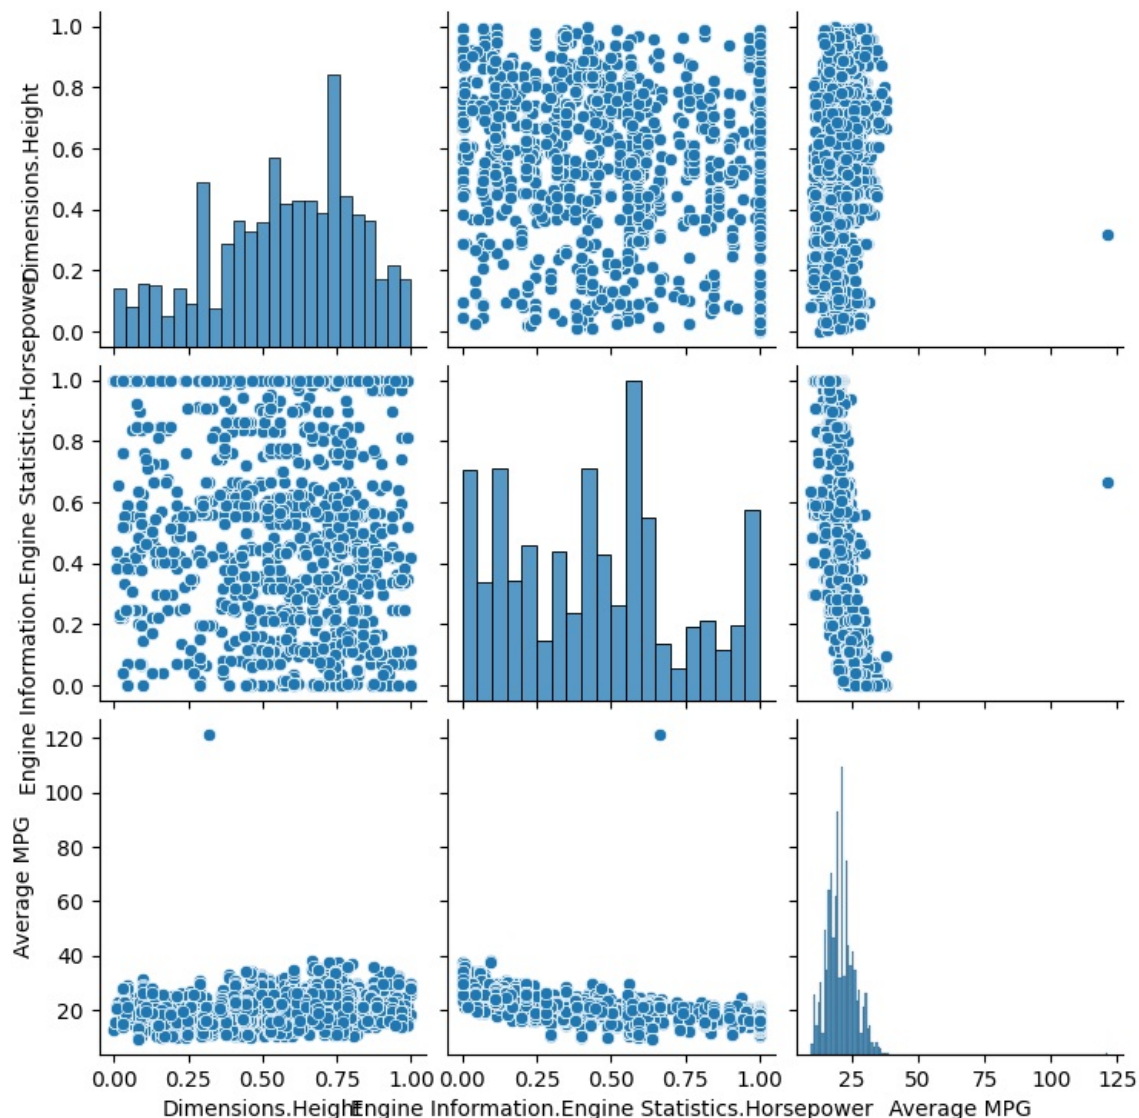 1.0
0.8
0.6
0.4
0.2
0.0
Dimensions.Height
1.0
0.8
0.6
0.4
0.2
0.0
Engine Information.Engine Statistics.Horsepower
120
100
80
60
40
20
Average MPG
0.00 0.25 0.50 0.75 1.00
Dimensions.Height
0.00 0.25 0.50 0.75 1.00
Engine Information.Engine Statistics.Horsepower
25 50 75 100 125
Average MPG